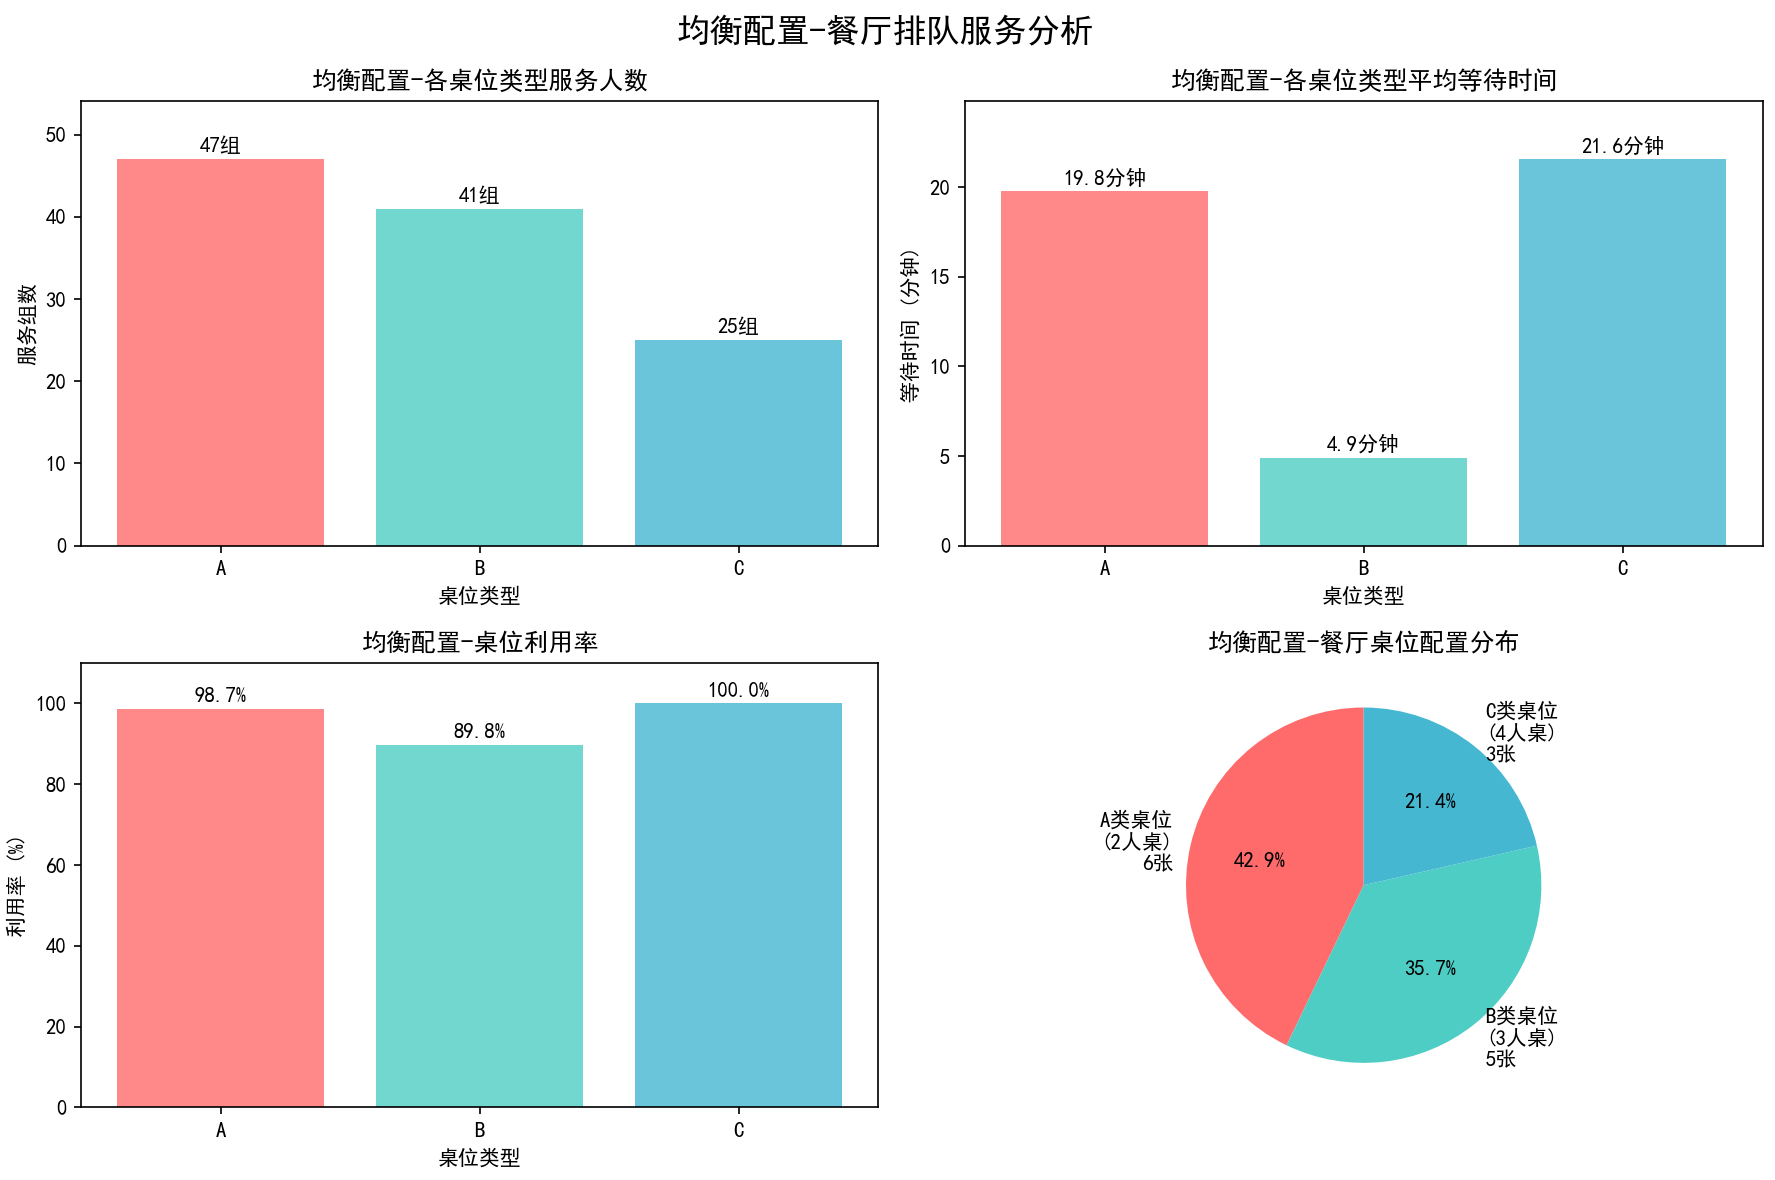 均衡配置-餐厅排队服务分析
均衡配置-各桌位类型服务人数
服务组数
50
40
30
20
10
0
47组
41组
25组
A
B
C
桌位类型
均衡配置-各桌位类型平均等待时间
等待时间 (分钟)
20
15
10
5
0
19.8分钟
4.9分钟
21.6分钟
A
B
C
桌位类型
均衡配置-桌位利用率
利用率 (%)
100
80
60
40
20
0
98.7%
89.8%
100.0%
A
B
C
桌位类型
均衡配置-餐厅桌位配置分布
C类桌位
(4人桌)
3张
21.4%
A类桌位
(2人桌)
6张
42.9%
35.7%
B类桌位
(3人桌)
5张